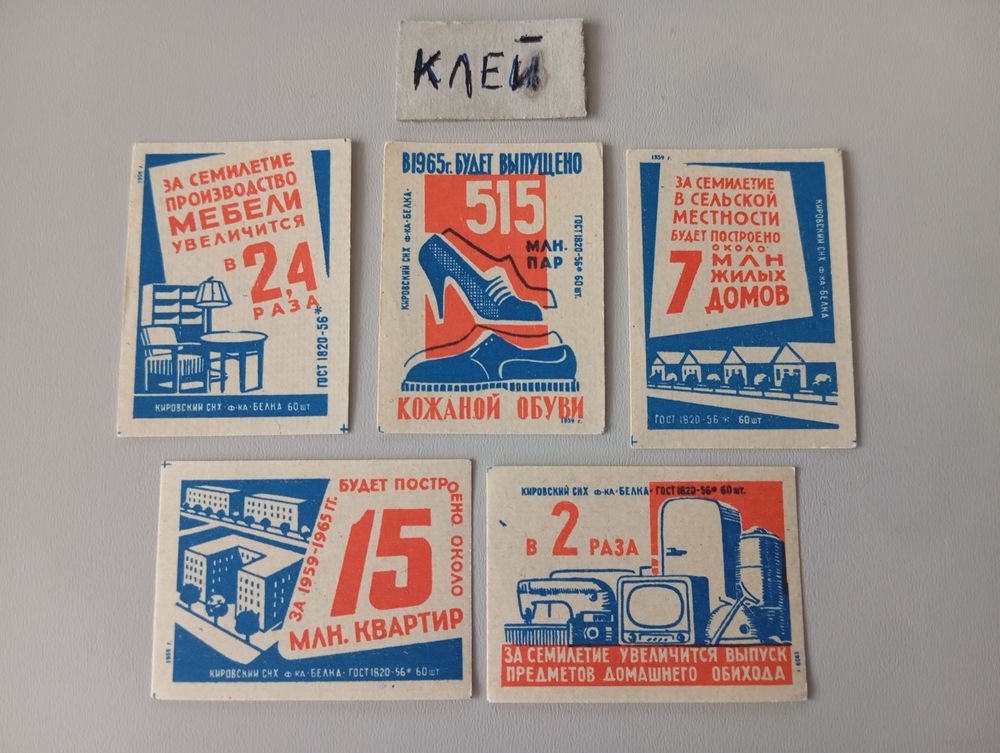 КЛЕЙ
1959 г.
ЗА СЕМИЛЕТИЕ
ПРОИЗВОДСТВО
МЕБЕЛИ
УВЕЛИЧИТСЯ
В 2,4
РАЗА
ГОСТ 1820-56*
КИРОВСКИЙ СНХ Ф-КА-БЕЛКА 60 ШТ
В 1965г. БУДЕТ ВЫПУЩЕНО
515
МЛН.
ПАР
КИРОВСКИЙ СНХ Ф-КА-БЕЛКА-
ГОСТ 1820-56* 60 шт.
КОЖАНОЙ ОБУВИ
1959 г.
1959 г.
ЗА СЕМИЛЕТИЕ
В СЕЛЬСКОЙ
МЕСТНОСТИ
БУДЕТ ПОСТРОЕНО
ОКОЛО
7 МЛН
ЖИЛЫХ
ДОМОВ
КИРОВСКИЙ СНХ Ф-КА-БЕЛКА
ГОСТ 1820-56* 60 шт
ЗА 1959-1965 ГГ.
БУДЕТ ПОСТРОЕНО ОКОЛО
15
МЛН. КВАРТИР
1959 г.
КИРОВСКИЙ СНХ Ф-КА-БЕЛКА-ГОСТ 1820-56* 60 шт
КИРОВСКИЙ СНХ Ф-КА-БЕЛКА-ГОСТ 1820-56* 60 шт.
В 2 РАЗА
ЗА СЕМИЛЕТИЕ УВЕЛИЧИТСЯ ВЫПУСК
ПРЕДМЕТОВ ДОМАШНЕГО ОБИХОДА
1959 г.